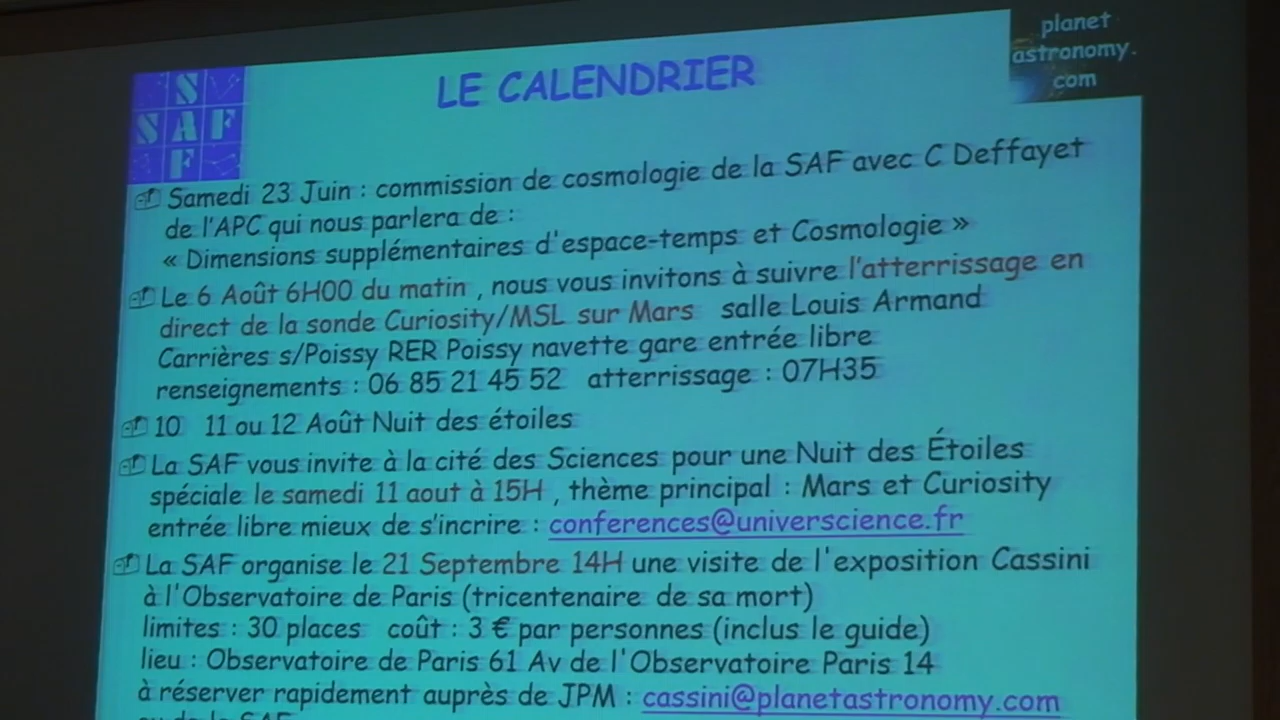 S
SAF
F
LE CALENDRIER
planet
astronomy.
com
Samedi 23 Juin : commission de cosmologie de la SAF avec C Deffayet
de l'APC qui nous parlera de :
« Dimensions supplémentaires d'espace-temps et Cosmologie »
Le 6 Août 6H00 du matin , nous vous invitons à suivre l'atterrissage en
direct de la sonde Curiosity/MSL sur Mars salle Louis Armand
Carrières s/Poissy RER Poissy navette gare entrée libre
renseignements : 06 85 21 45 52 atterrissage : 07H35
10 11 ou 12 Août Nuit des étoiles
La SAF vous invite à la cité des Sciences pour une Nuit des Étoiles
spéciale le samedi 11 aout à 15H , thème principal : Mars et Curiosity
entrée libre mieux de s'incrire : conferences@universcience.fr
La SAF organise le 21 Septembre 14H une visite de l'exposition Cassini
à l'Observatoire de Paris (tricentenaire de sa mort)
limites : 30 places coût : 3 € par personnes (inclus le guide)
lieu : Observatoire de Paris 61 Av de l'Observatoire Paris 14
à réserver rapidement auprès de JPM : cassini@planetastronomy.com
ou de la SAF